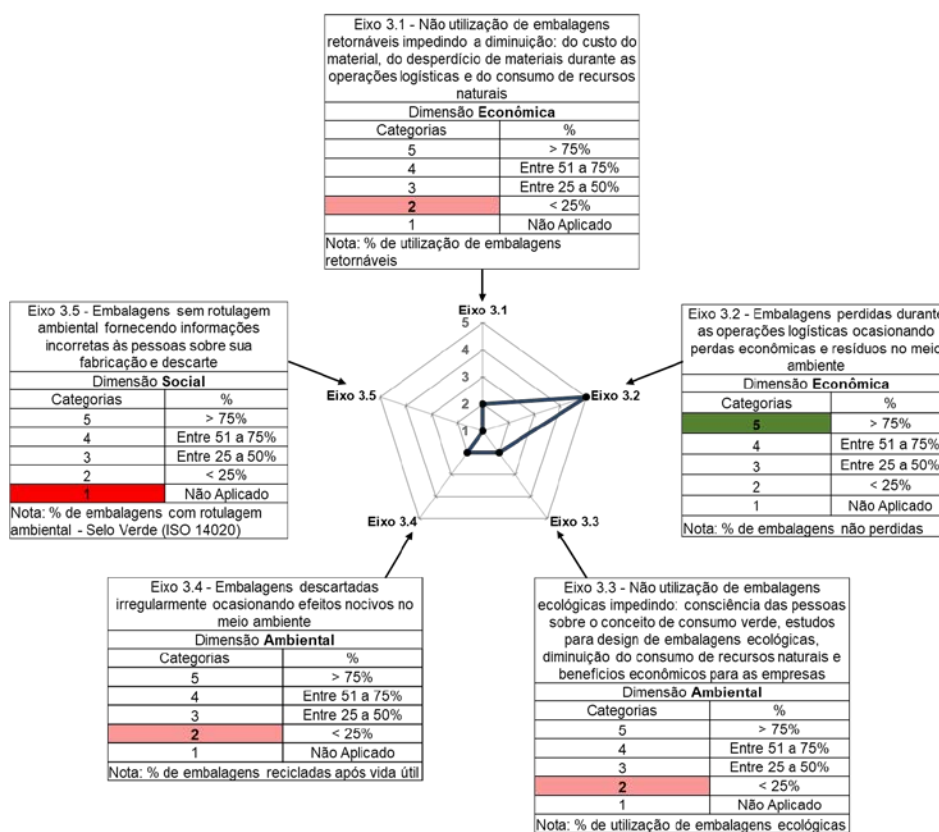 Eixo 3.1 - Não utilização de embalagens
retornáveis impedindo a diminuição: do custo do
material, do desperdício de materiais durante as
operações logísticas e do consumo de recursos
naturais
Dimensão Econômica
Categorias %
5 > 75%
4 Entre 51 a 75%
3 Entre 25 a 50%
2 < 25%
1 Não Aplicado
Nota: % de utilização de embalagens
retornáveis
Eixo 3.5 - Embalagens sem rotulagem
ambiental fornecendo informações
incorretas às pessoas sobre sua
fabricação e descarte
Dimensão Social
Categorias %
5 > 75%
4 Entre 51 a 75%
3 Entre 25 a 50%
2 < 25%
1 Não Aplicado
Nota: % de embalagens com rotulagem
ambiental - Selo Verde (ISO 14020)
Eixo 3.1
5
4
3
2
1
Eixo 3.5
Eixo 3.2
Eixo 3.4
Eixo 3.3
Eixo 3.2 - Embalagens perdidas durante
as operações logísticas ocasionando
perdas econômicas e resíduos no meio
ambiente
Dimensão Econômica
Categorias %
5 > 75%
4 Entre 51 a 75%
3 Entre 25 a 50%
2 < 25%
1 Não Aplicado
Nota: % de embalagens não perdidas
Eixo 3.4 - Embalagens descartadas
irregularmente ocasionando efeitos nocivos no
meio ambiente
Dimensão Ambiental
Categorias %
5 > 75%
4 Entre 51 a 75%
3 Entre 25 a 50%
2 < 25%
1 Não Aplicado
Nota: % de embalagens recicladas após vida útil
Eixo 3.3 - Não utilização de embalagens
ecológicas impedindo: consciência das pessoas
sobre o conceito de consumo verde, estudos
para design de embalagens ecológicas,
diminuição do consumo de recursos naturais e
benefícios econômicos para as empresas
Dimensão Ambiental
Categorias %
5 > 75%
4 Entre 51 a 75%
3 Entre 25 a 50%
2 < 25%
1 Não Aplicado
Nota: % de utilização de embalagens ecológicas